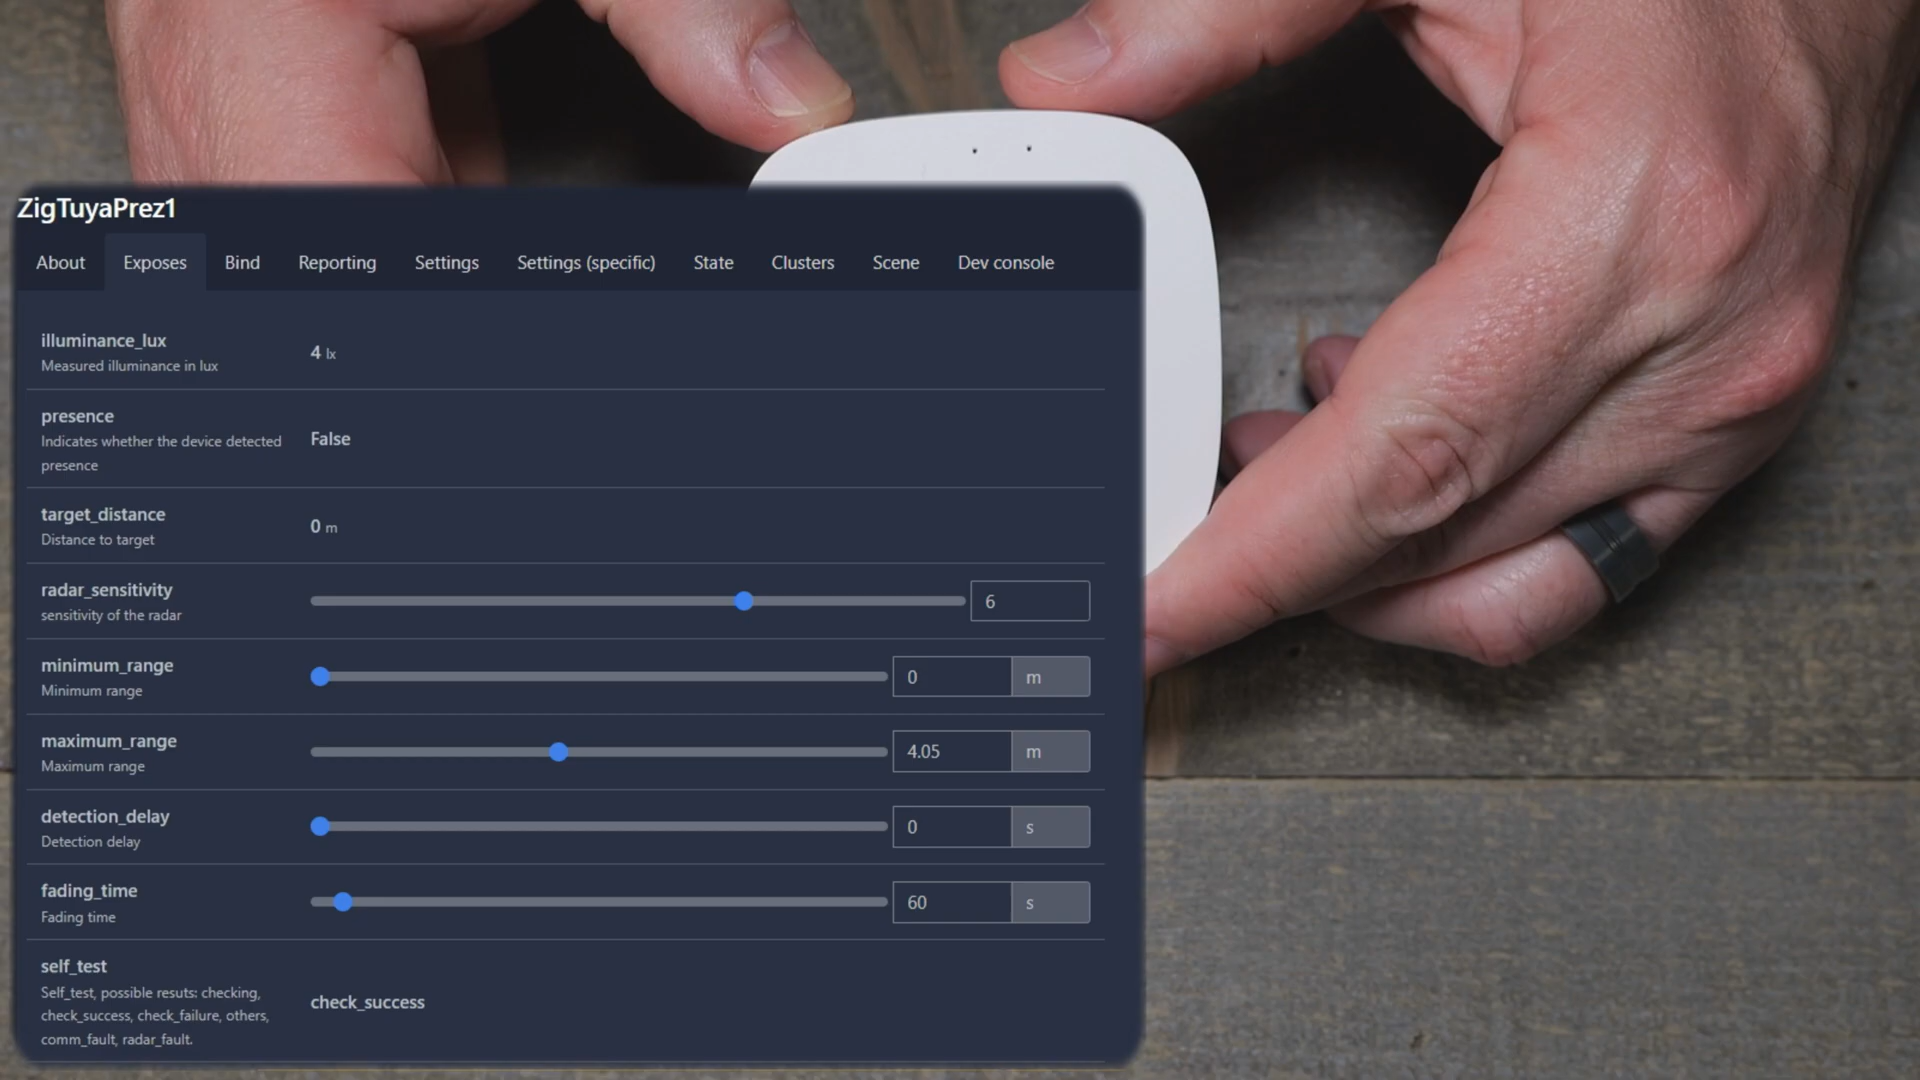 ZigTuyaPrez1
About Exposes Bind Reporting Settings Settings (specific) State Clusters Scene Dev console
illuminance_lux
Measured illuminance in lux
4 lx
presence
Indicates whether the device detected
presence
False
target_distance
Distance to target
0 m
radar_sensitivity
sensitivity of the radar
6
minimum_range
Minimum range
0 m
maximum_range
Maximum range
4.05 m
detection_delay
Detection delay
0 s
fading_time
Fading time
60 s
self_test
Self_test, possible resuts: checking,
check_success, check_failure, others,
comm_fault, radar_fault.
check_success